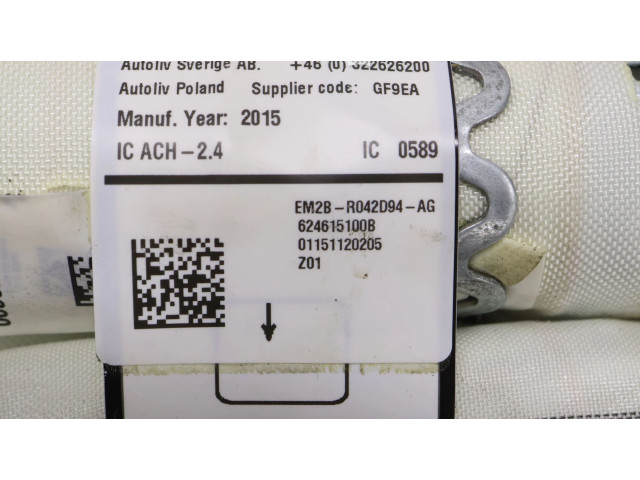 Autoliv Sverige AB. +46 (0) 322626200
Autoliv Poland Supplier code: GF9EA
Manuf. Year: 2015
IC ACH-2.4 IC 0589
EM2B-R042D94-AG
624615100B
01151120205
Z01